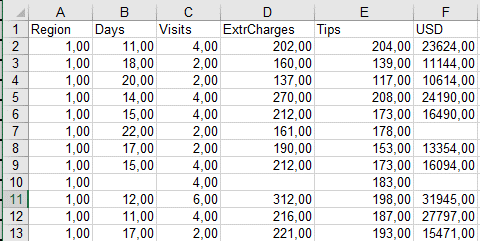 A B C D E F
1 Region Days Visits ExtrCharges Tips USD
2 1,00 11,00 4,00 202,00 204,00 23624,00
3 1,00 18,00 2,00 160,00 139,00 11144,00
4 1,00 20,00 2,00 137,00 117,00 10614,00
5 1,00 14,00 4,00 270,00 208,00 24190,00
6 1,00 15,00 4,00 212,00 173,00 16490,00
7 1,00 22,00 2,00 161,00 178,00
8 1,00 17,00 2,00 190,00 153,00 13354,00
9 1,00 15,00 4,00 212,00 173,00 16094,00
10 1,00 4,00 183,00
11 1,00 12,00 6,00 312,00 198,00 31945,00
12 1,00 11,00 4,00 216,00 187,00 27797,00
13 1,00 17,00 2,00 221,00 193,00 15471,00